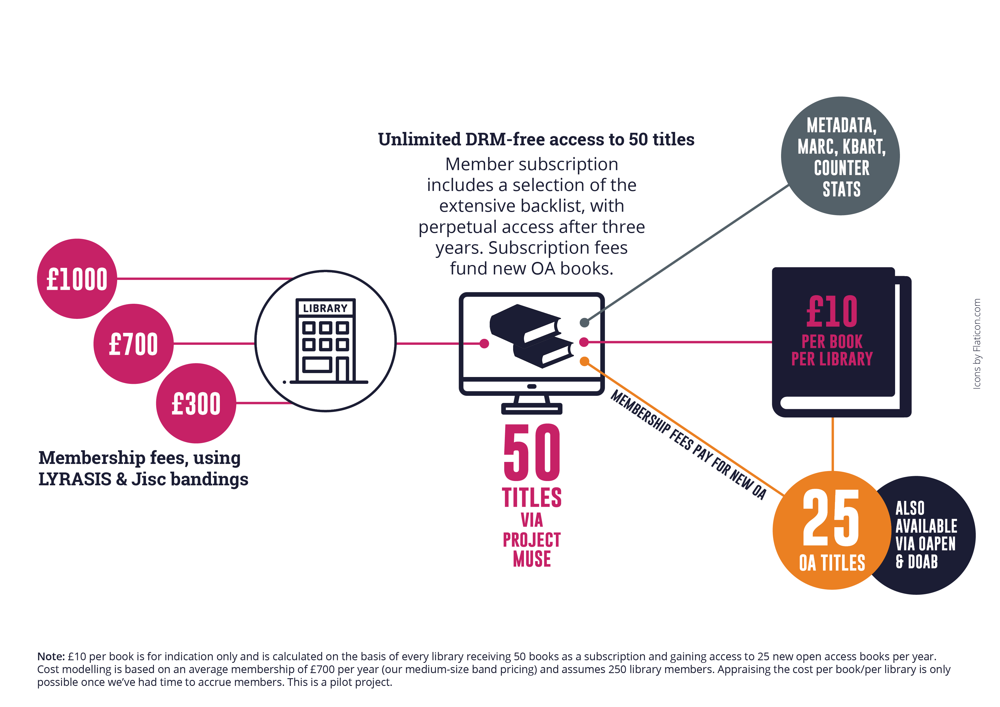 Unlimited DRM-free access to 50 titles
Member subscription
includes a selection of the
extensive backlist, with
perpetual access after three
years. Subscription fees
fund new OA books.
METADATA,
MARC, KBART,
COUNTER
STATS
£1000
£700
£300
Membership fees, using
LYRASIS & Jisc bandings
LIBRARY
50
TITLES
VIA
PROJECT
MUSE
£10
PER BOOK
PER LIBRARY
MEMBERSHIP FEES PAY FOR NEW OA
25
OA TITLES
ALSO
AVAILABLE
VIA OAPEN
& DOAB
Icons by Flaticon.com
Note: £10 per book is for indication only and is calculated on the basis of every library receiving 50 books as a subscription and gaining access to 25 new open access books per year.
Cost modelling is based on an average membership of £700 per year (our medium-size band pricing) and assumes 250 library members. Appraising the cost per book/per library is only
possible once we’ve had time to accrue members. This is a pilot project.